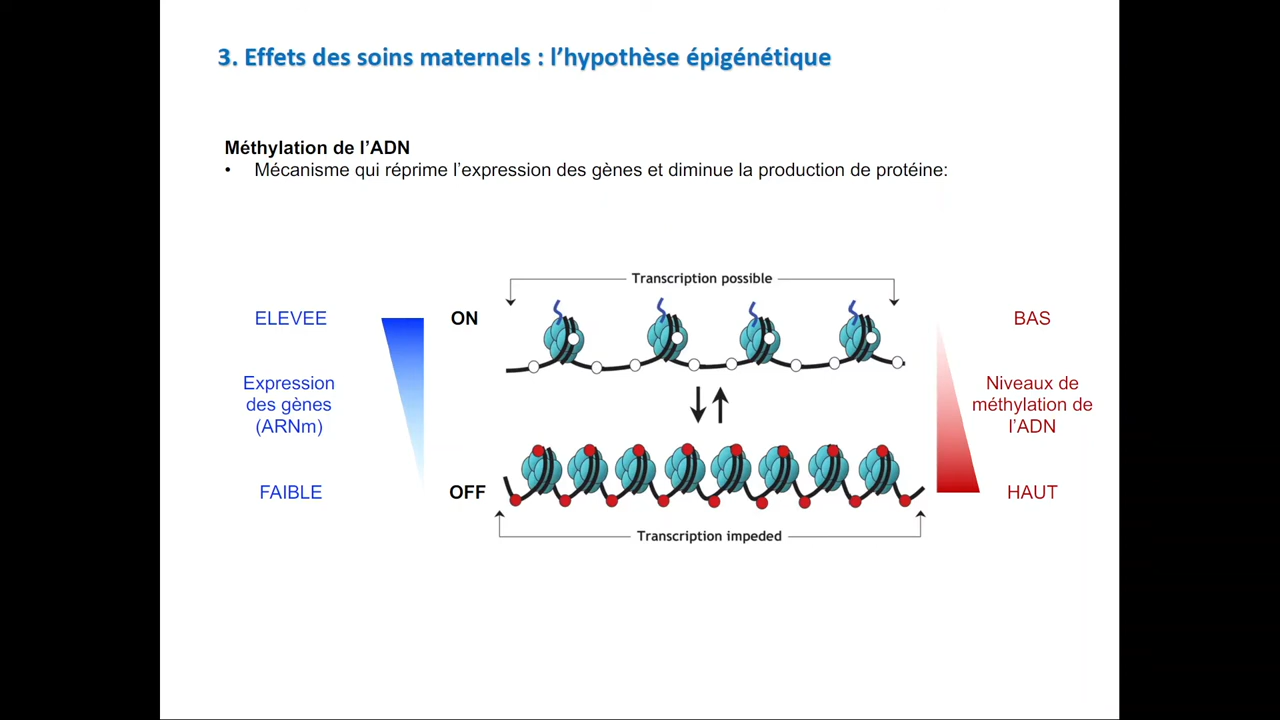 3. Effets des soins maternels : l’hypothèse épigénétique
Méthylation de l’ADN
• Mécanisme qui réprime l’expression des gènes et diminue la production de protéine:
Transcription possible
ELEVEE
ON
BAS
Expression
des gènes
(ARNm)
Niveaux de
méthylation de
l’ADN
FAIBLE
OFF
HAUT
Transcription impeded